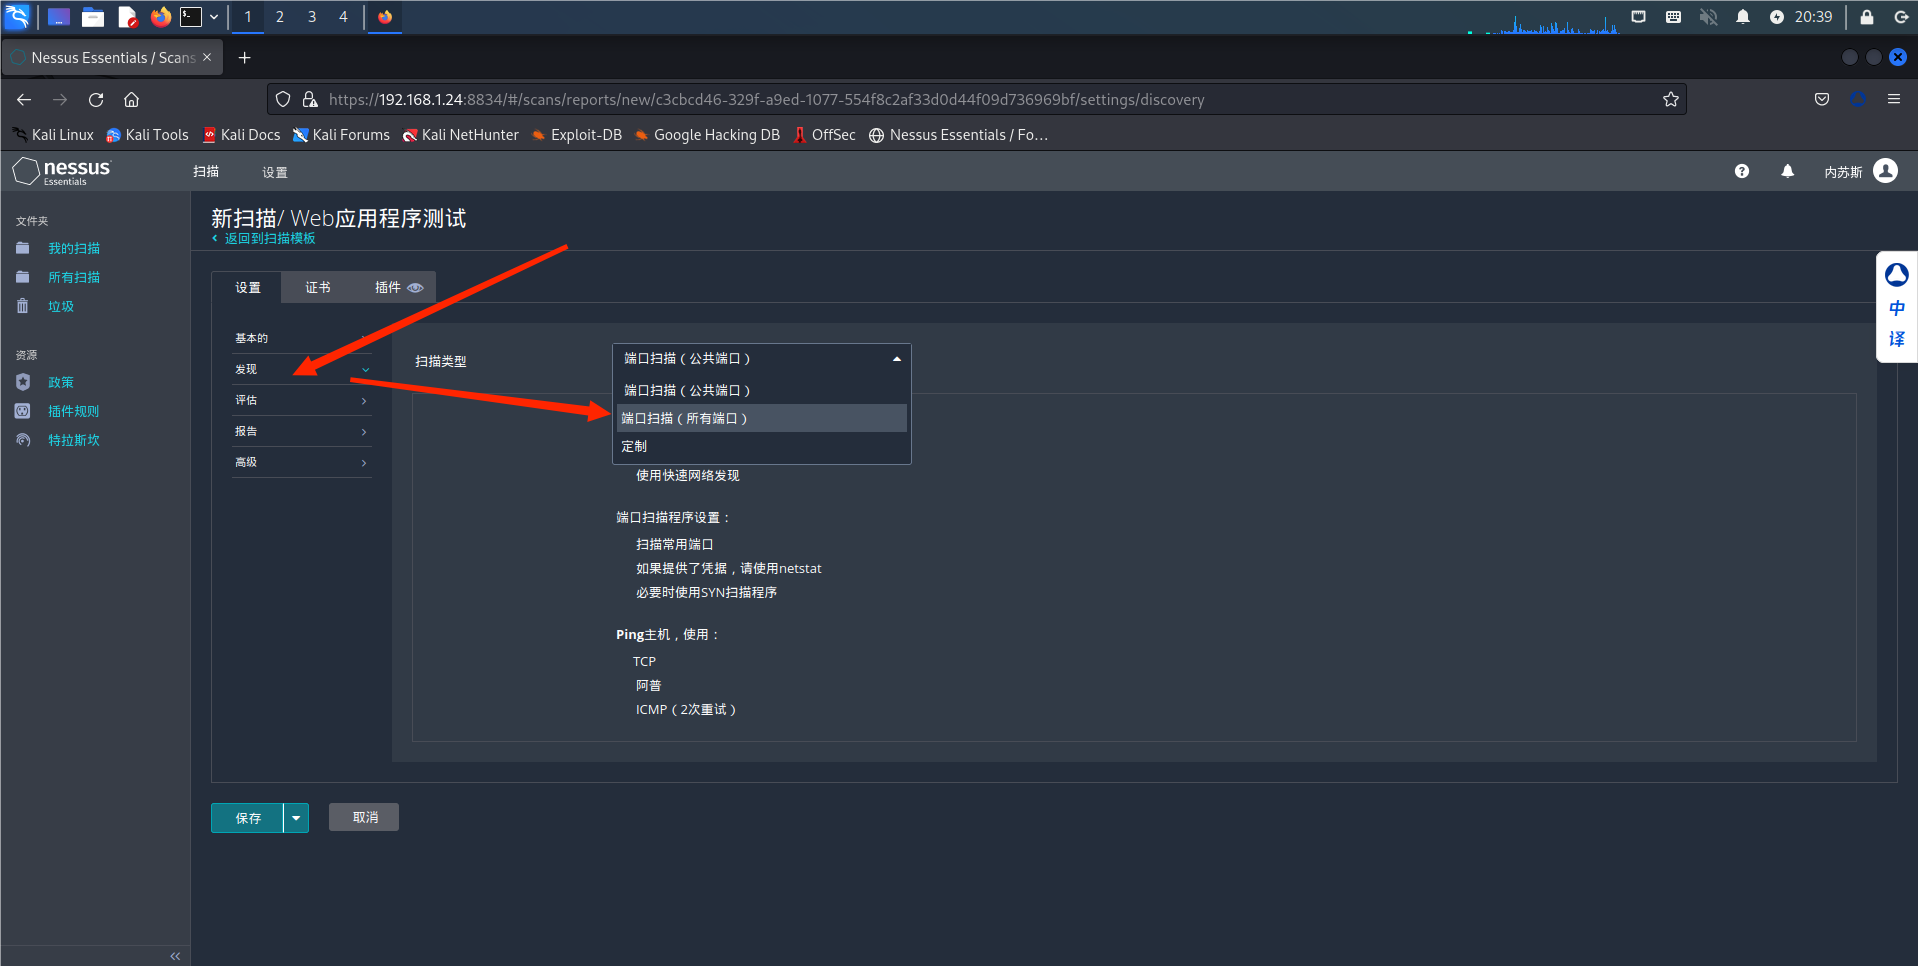 1 2 3 4
20:39
Nessus Essentials / Scans
https://192.168.1.24:8834/#/scans/reports/new/c3cbcd46-329f-a9ed-1077-554f8c2af33d0d44f09d736969bf/settings/discovery
Kali Linux Kali Tools Kali Docs Kali Forums Kali NetHunter Exploit-DB Google Hacking DB OffSec Nessus Essentials / Fo…
nessus
Essentials
扫描 设置
内苏斯
文件夹
我的扫描
所有扫描
垃圾
资源
政策
插件规则
特拉斯坎
新扫描/ Web应用程序测试
返回到扫描模板
设置 证书 插件
基本的
发现
评估
报告
高级
扫描类型
端口扫描（公共端口）
端口扫描（公共端口）
端口扫描（所有端口）
定制
使用快速网络发现
端口扫描程序设置：
扫描常用端口
如果提供了凭据，请使用netstat
必要时使用SYN扫描程序
Ping主机，使用：
TCP
阿普
ICMP（2次重试）
保存 取消
中
译